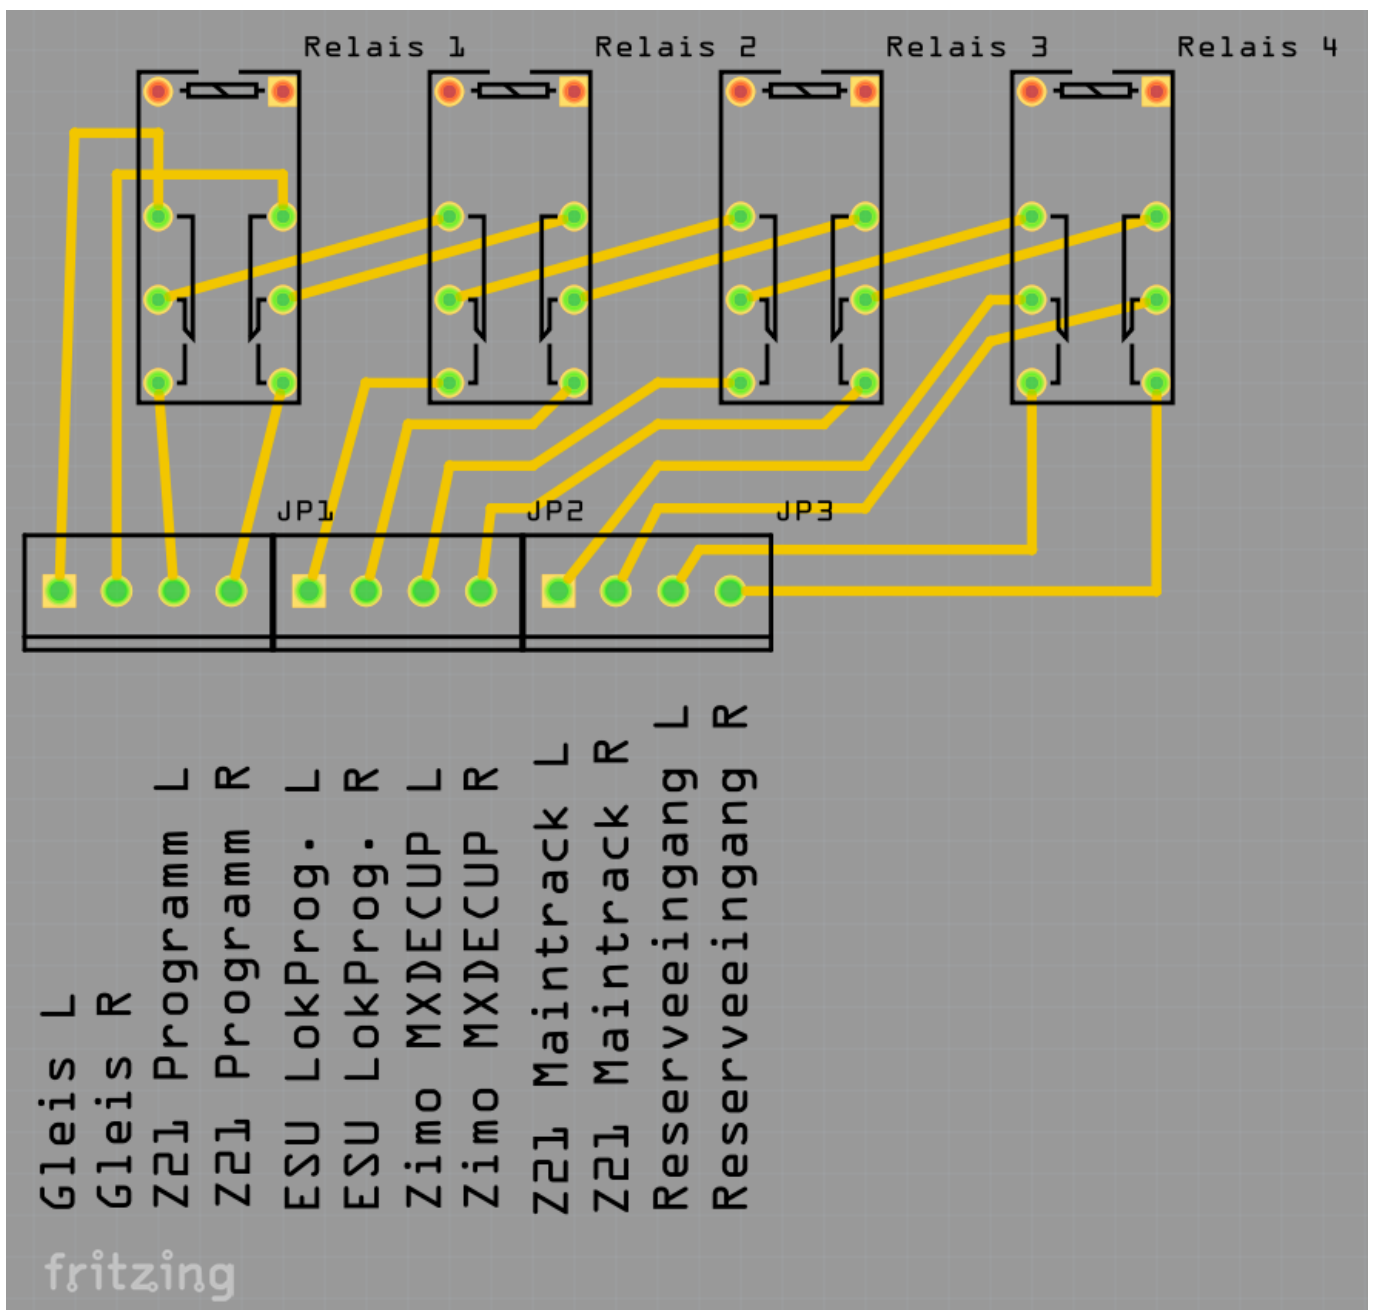 Relais 1
Relais 2
Relais 3
Relais 4
JP1
JP2
JP3
Gleis L
Gleis R
Z21 Programm L
Z21 Programm R
ESU LokProg. L
ESU LokProg. R
Zimo MXDECUP L
Zimo MXDECUP R
Z21 Maintrack L
Z21 Maintrack R
Reserveeingang L
Reserveeingang R
fritzing